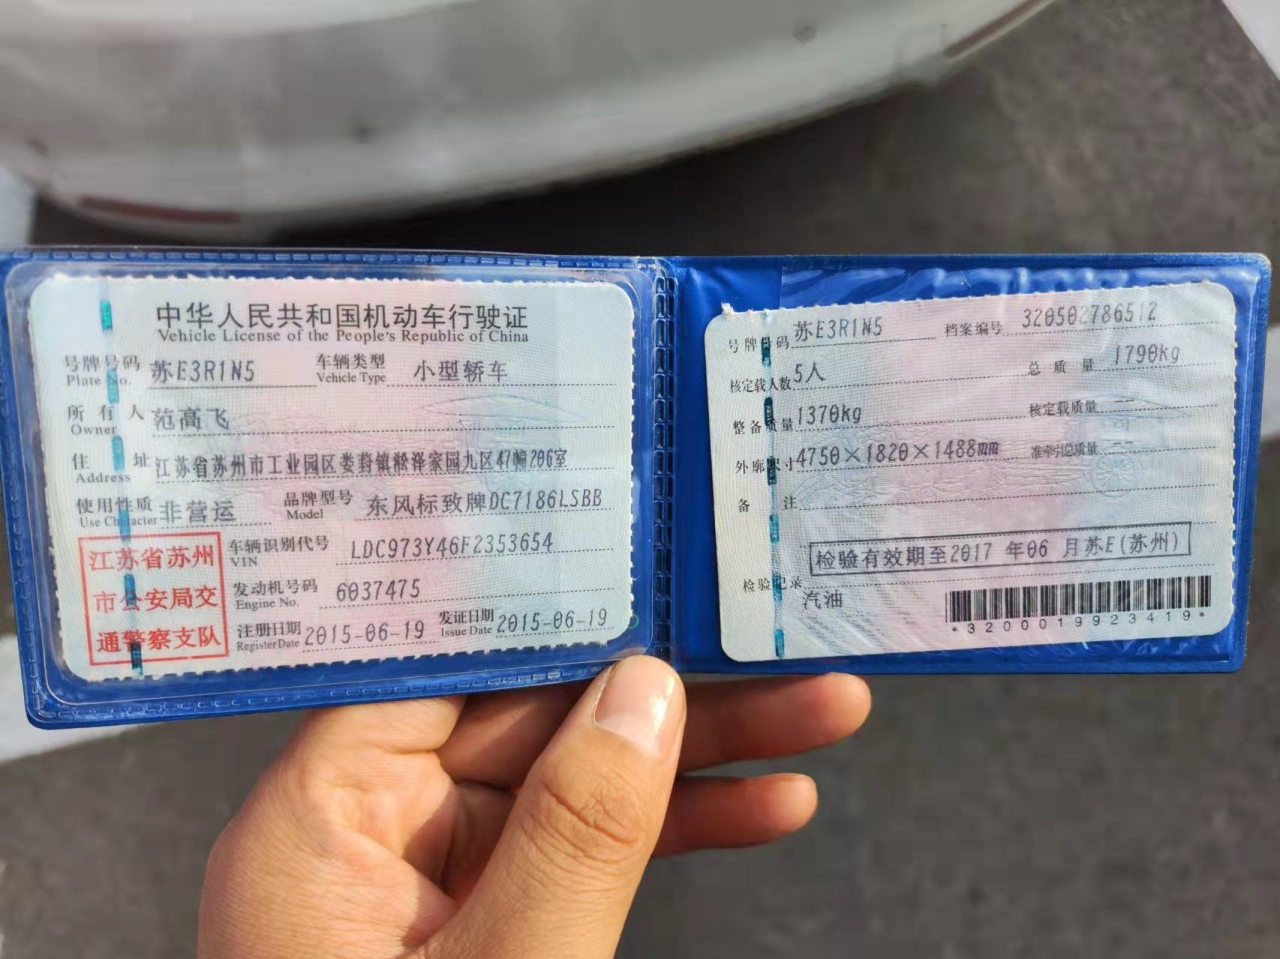 中华人民共和国机动车行驶证
Vehicle License of the People's Republic of China
号牌号码 苏E3R1N5 车辆类型 小型轿车
Plate No. Vehicle Type
所有人 范高飞
Owner
住址 江苏省苏州市工业园区娄葑镇淞泽家园九区47幢206室
Address
使用性质 非营运 品牌型号 东风标致牌DC7186LSBB
Use Character Model
江苏省苏州
市公安局交
通警察支队
车辆识别代号 LDC973Y46F2353654
VIN
发动机号码 6037475
Engine No.
注册日期 2015-06-19 发证日期 2015-06-19
Register Date Issue Date
号牌号码 苏E3R1N5 档案编号 320502786512
核定载人数 5人 总质量 1790kg
整备质量 1370kg 核定载质量 --
外廓尺寸 4750×1820×1488mm 准牵引总质量 --
备注
检验有效期至2017 年06 月苏E(苏州)
检验记录
汽油
*3200019923419*